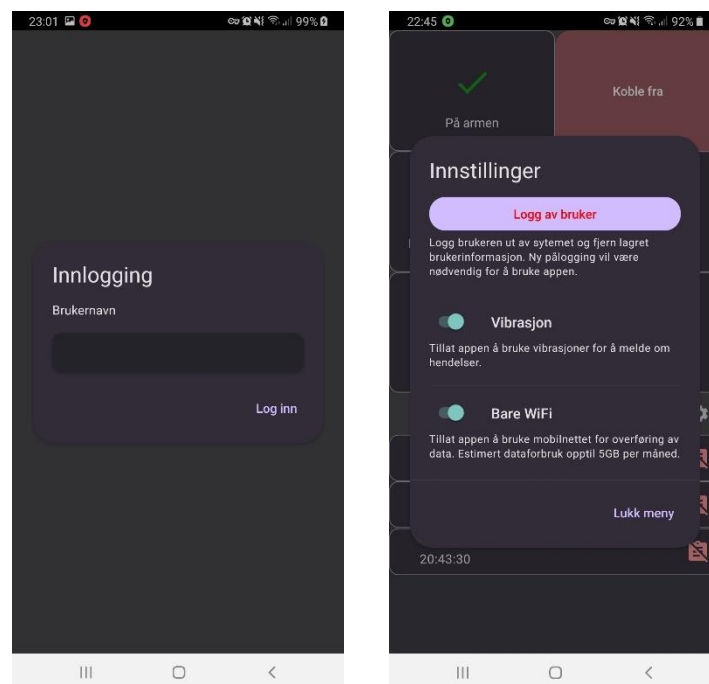 23:01
99%
Innlogging
Brukernavn
Log inn
22:45
92%
På armen
Koble fra
Innstillinger
Logg av bruker
Logg brukeren ut av sytemet og fjern lagret
brukerinformasjon. Ny pålogging vil være
nødvendig for å bruke appen.
Vibrasjon
Tillat appen å bruke vibrasjoner for å melde om
hendelser.
Bare WiFi
Tillat appen å bruke mobilnettet for overføring av
data. Estimert dataforbruk opptil 5GB per måned.
Lukk meny
20:43:30